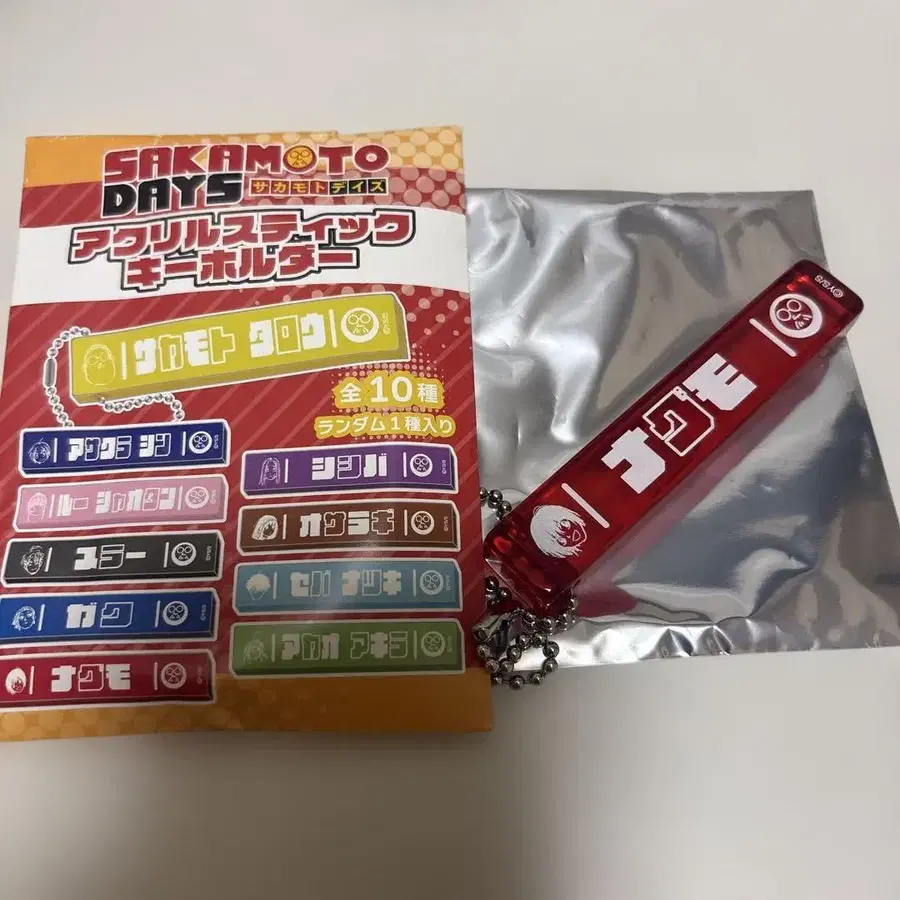 SAKAMOTO
DAYS サカモトデイズ
アクリルスティック
キーホルダー
サカモト タロウ
全10種
ランダム1種入り
アサクラ シン
ルー シャオタン
ユラー
ガク
ナグモ
シシバ
オサラギ
セバ ナツキ
アカオ アキラ
ナグモ
©YS/S